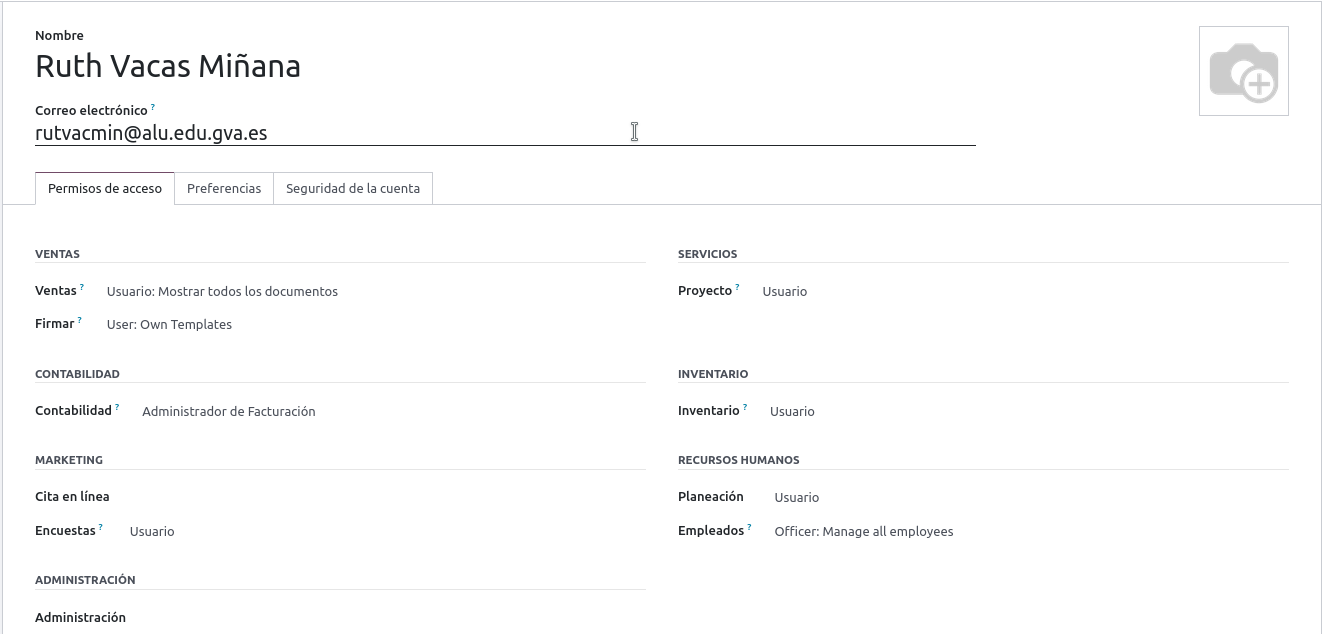 Nombre
Ruth Vacas Miñana
Correo electrónico ?
rutvacmin@alu.edu.gva.es
Permisos de acceso Preferencias Seguridad de la cuenta
VENTAS
Ventas ? Usuario: Mostrar todos los documentos
Firmar ? User: Own Templates
SERVICIOS
Proyecto ? Usuario
CONTABILIDAD
Contabilidad ? Administrador de Facturación
INVENTARIO
Inventario ? Usuario
MARKETING
Cita en línea
Encuestas ? Usuario
RECURSOS HUMANOS
Planeación Usuario
Empleados ? Officer: Manage all employees
ADMINISTRACIÓN
Administración